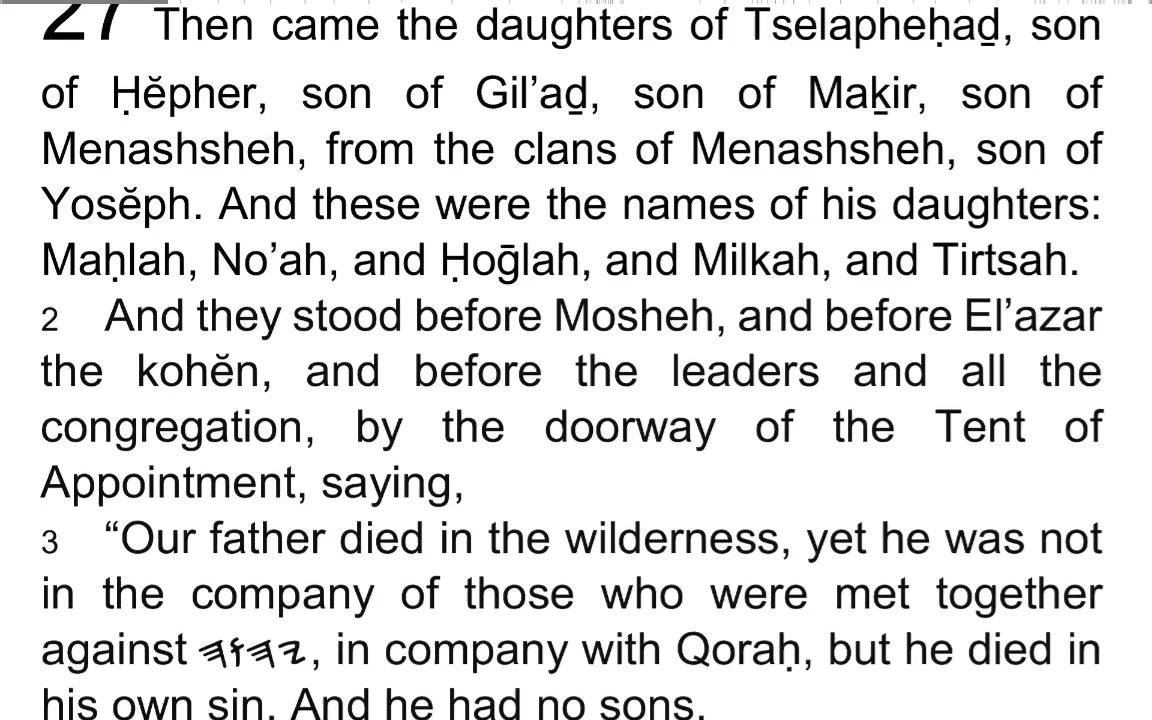 27 Then came the daughters of Tselapheḥaḏ, son
of Ḥĕpher, son of Gil’aḏ, son of Maḵir, son of
Menashsheh, from the clans of Menashsheh, son of
Yosĕph. And these were the names of his daughters:
Maḥlah, No’ah, and Ḥoḡlah, and Milkah, and Tirtsah.
2 And they stood before Mosheh, and before El’azar
the kohĕn, and before the leaders and all the
congregation, by the doorway of the Tent of
Appointment, saying,
3 “Our father died in the wilderness, yet he was not
in the company of those who were met together
against 𐤉𐤄𐤅𐤄, in company with Qoraḥ, but he died in
his own sin. And he had no sons.